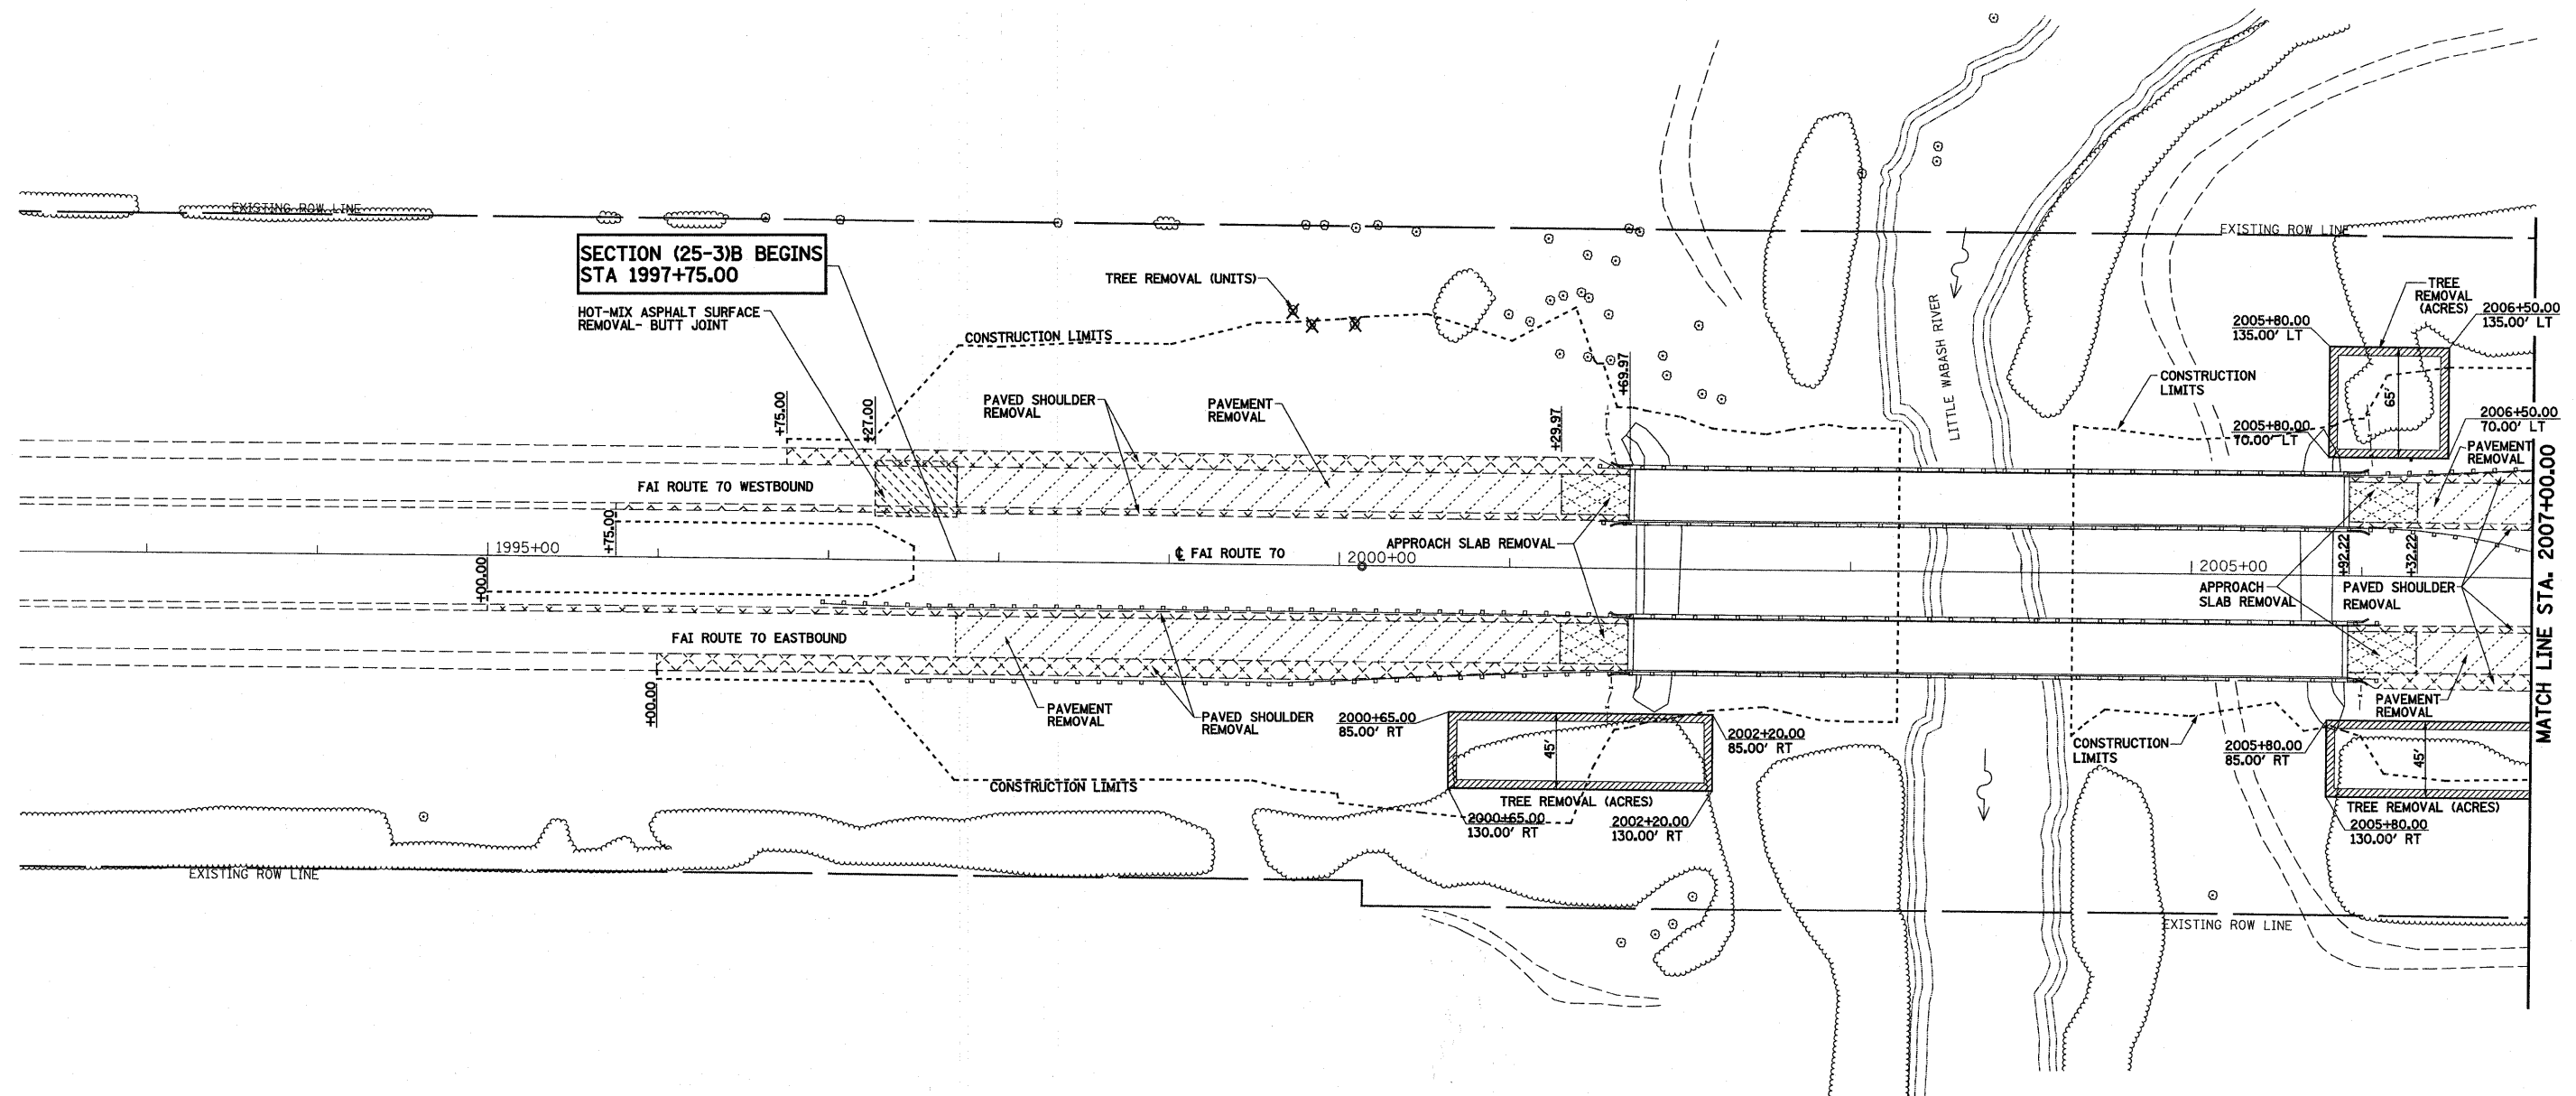 EXISTING ROW LINE
SECTION (25-3)B BEGINS
STA 1997+75.00
HOT-MIX ASPHALT SURFACE
REMOVAL- BUTT JOINT
TREE REMOVAL (UNITS)
CONSTRUCTION LIMITS
LITTLE WABASH RIVER
EXISTING ROW LINE
TREE
REMOVAL
(ACRES)
2006+50.00
135.00' LT
2005+80.00
135.00' LT
CONSTRUCTION
LIMITS
65'
2006+50.00
70.00' LT
2005+80.00
70.00' LT
PAVEMENT
REMOVAL
+75.00
+27.00
PAVED SHOULDER
REMOVAL
PAVEMENT
REMOVAL
+29.97
+69.97
FAI ROUTE 70 WESTBOUND
+75.00
1995+00
℄ FAI ROUTE 70
2000+00
APPROACH SLAB REMOVAL
2005+00
+92.22
+32.22
+00.00
APPROACH
SLAB REMOVAL
PAVED SHOULDER
REMOVAL
MATCH LINE STA. 2007+00.00
FAI ROUTE 70 EASTBOUND
+00.00
PAVEMENT
REMOVAL
PAVED SHOULDER
REMOVAL
2000+65.00
85.00' RT
45'
2002+20.00
85.00' RT
CONSTRUCTION
LIMITS
2005+80.00
85.00' RT
PAVEMENT
REMOVAL
45'
CONSTRUCTION LIMITS
TREE REMOVAL (ACRES)
2000+65.00
130.00' RT
2002+20.00
130.00' RT
TREE REMOVAL (ACRES)
2005+80.00
130.00' RT
EXISTING ROW LINE
EXISTING ROW LINE